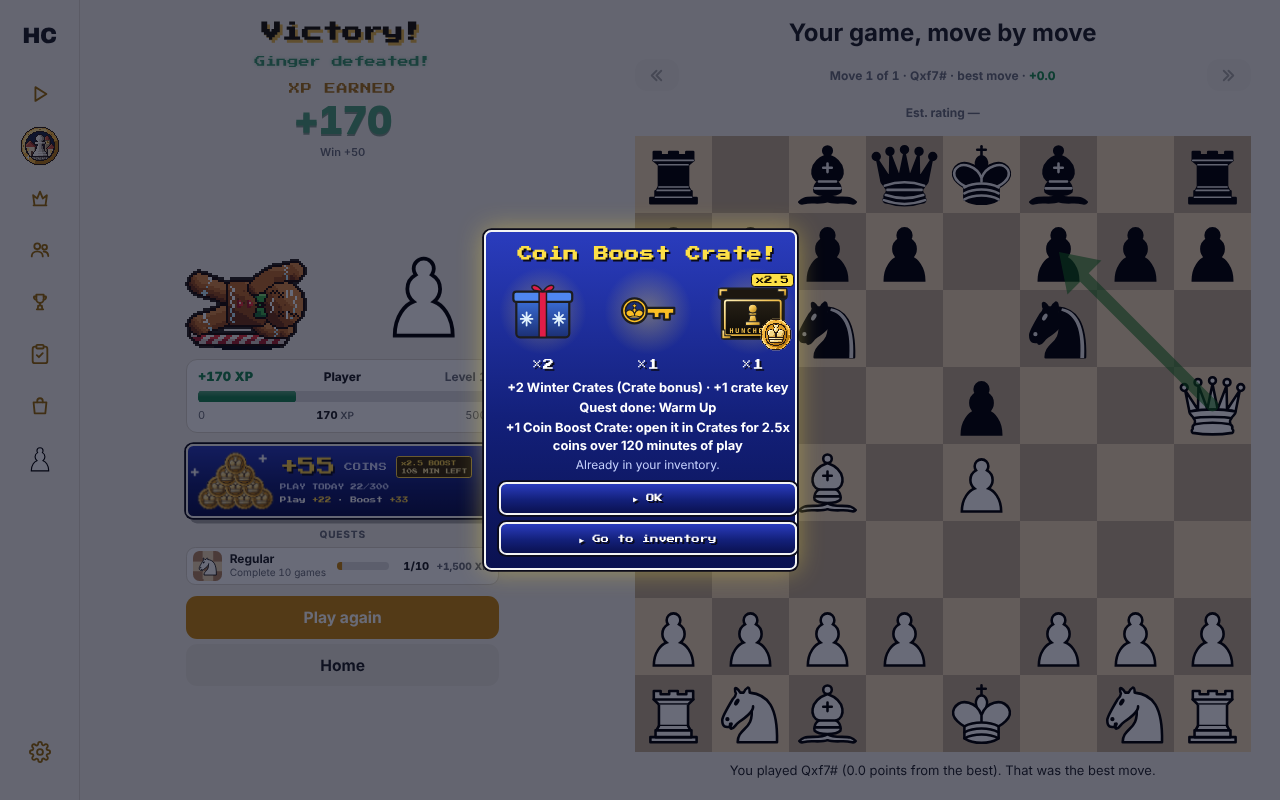 HC
Victory!
Ginger defeated!
XP EARNED
+170
Win +50
+170 XP Player Level
0 170 XP
+55 COINS x2.5 BOOST
108 MIN LEFT
PLAY TODAY 22/300
Play +22 · Boost +33
QUESTS
Regular
Complete 10 games
1/10 +1,500
Play again
Home
Coin Boost Crate!
x2.5
×2 ×1 ×1
+2 Winter Crates (Crate bonus) · +1 crate key
Quest done: Warm Up
+1 Coin Boost Crate: open it in Crates for 2.5x
coins over 120 minutes of play
Already in your inventory.
▸ OK
▸ Go to inventory
Your game, move by move
« Move 1 of 1 · Qxf7# · best move · +0.0 »
Est. rating —
You played Qxf7# (0.0 points from the best). That was the best move.